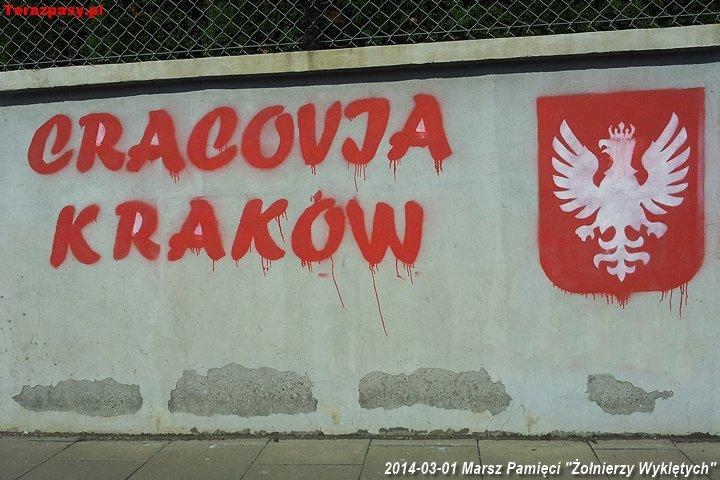 Terazpasy.pl
CRACOVIA
KRAKÓW
2014-03-01 Marsz Pamięci "Żołnierzy Wyklętych"